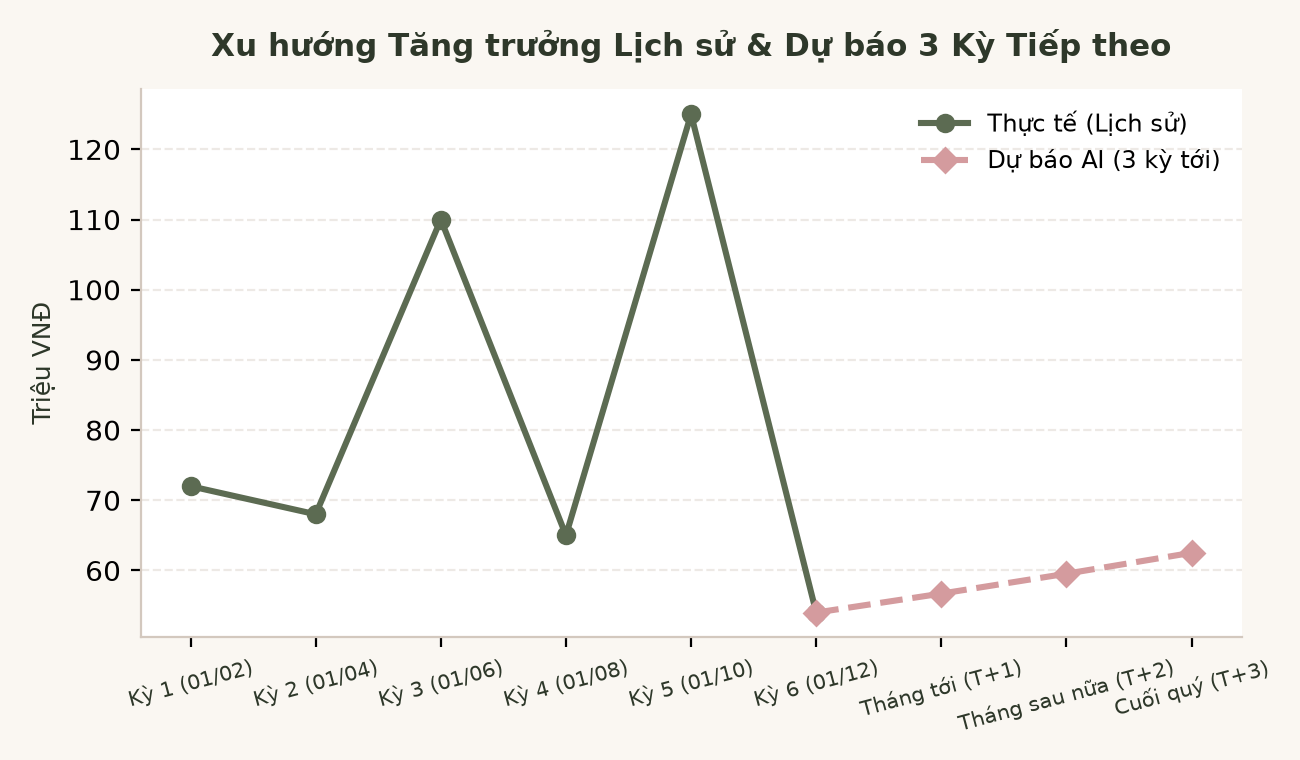 Xu hướng Tăng trưởng Lịch sử & Dự báo 3 Kỳ Tiếp theo
Thực tế (Lịch sử)
Dự báo AI (3 kỳ tới)
Triệu VNĐ
120
110
100
90
80
70
60
Kỳ 1 (01/02)
Kỳ 2 (01/04)
Kỳ 3 (01/06)
Kỳ 4 (01/08)
Kỳ 5 (01/10)
Kỳ 6 (01/12)
Tháng tới (T+1)
Tháng sau nữa (T+2)
Cuối quý (T+3)